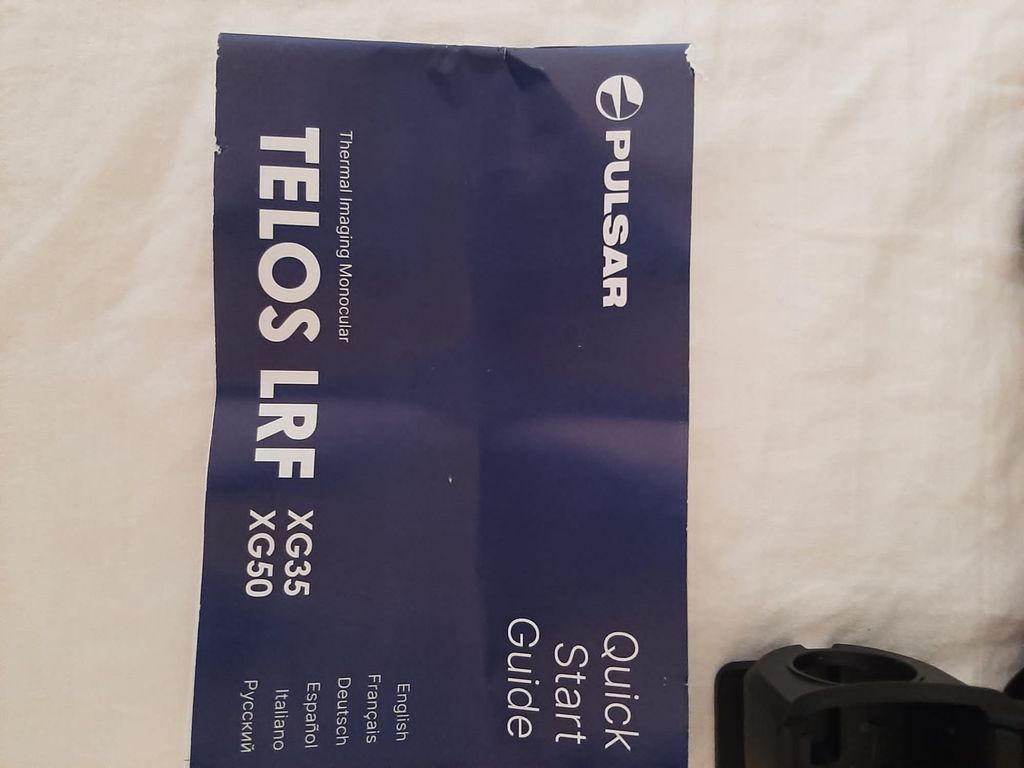 PULSAR
Quick
Start
Guide
Thermal Imaging Monocular
TELOS LRF XG35
XG50
English
Français
Deutsch
Español
Italiano
Русский